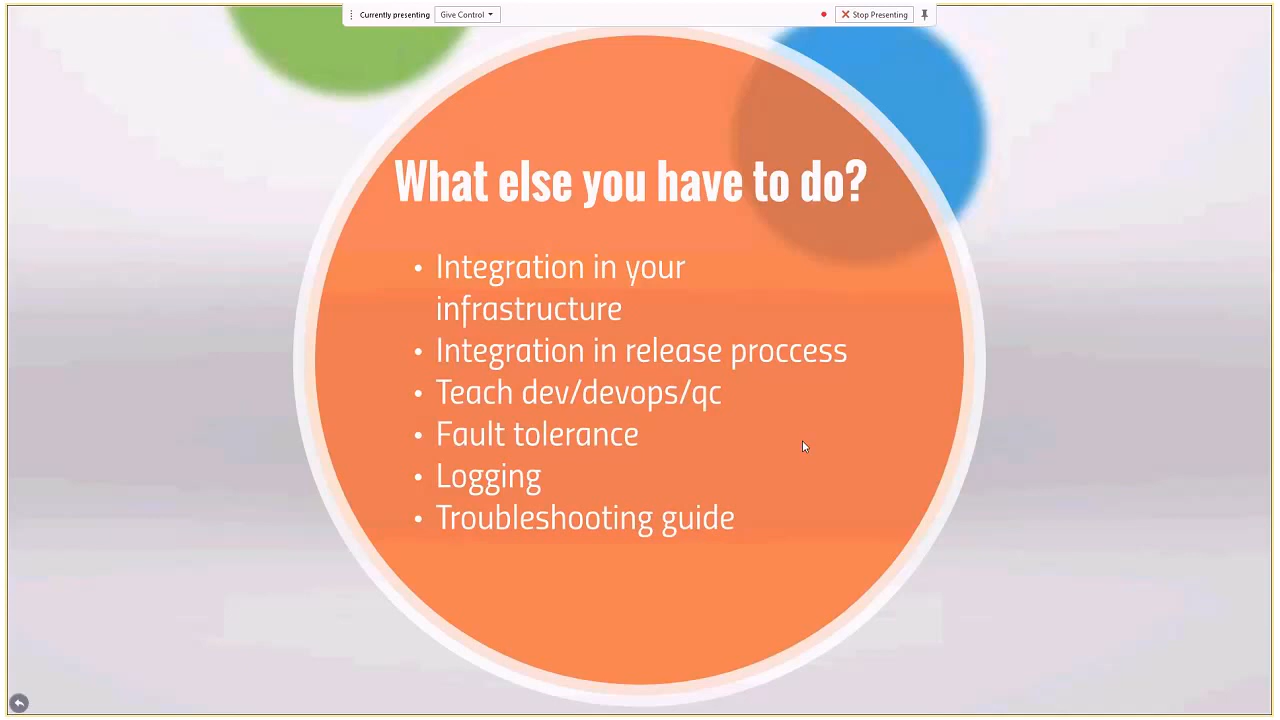 Currently presenting Give Control Stop Presenting
What else you have to do?
• Integration in your
infrastructure
• Integration in release proccess
• Teach dev/devops/qc
• Fault tolerance
• Logging
• Troubleshooting guide